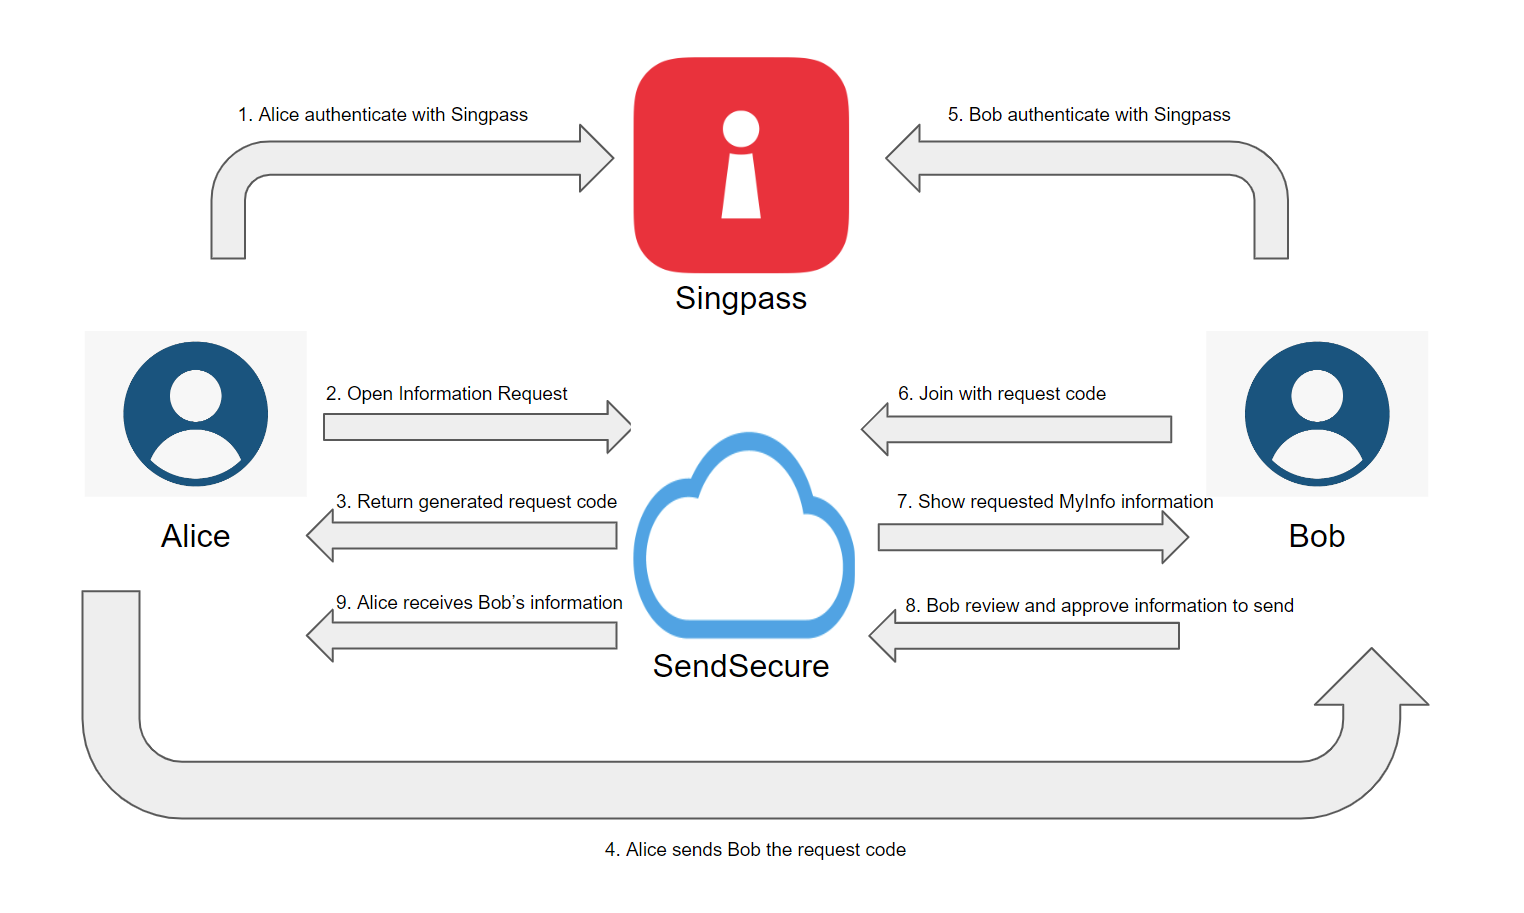 1. Alice authenticate with Singpass
5. Bob authenticate with Singpass
Singpass
2. Open Information Request
6. Join with request code
3. Return generated request code
7. Show requested MyInfo information
Alice
Bob
9. Alice receives Bob’s information
8. Bob review and approve information to send
SendSecure
4. Alice sends Bob the request code